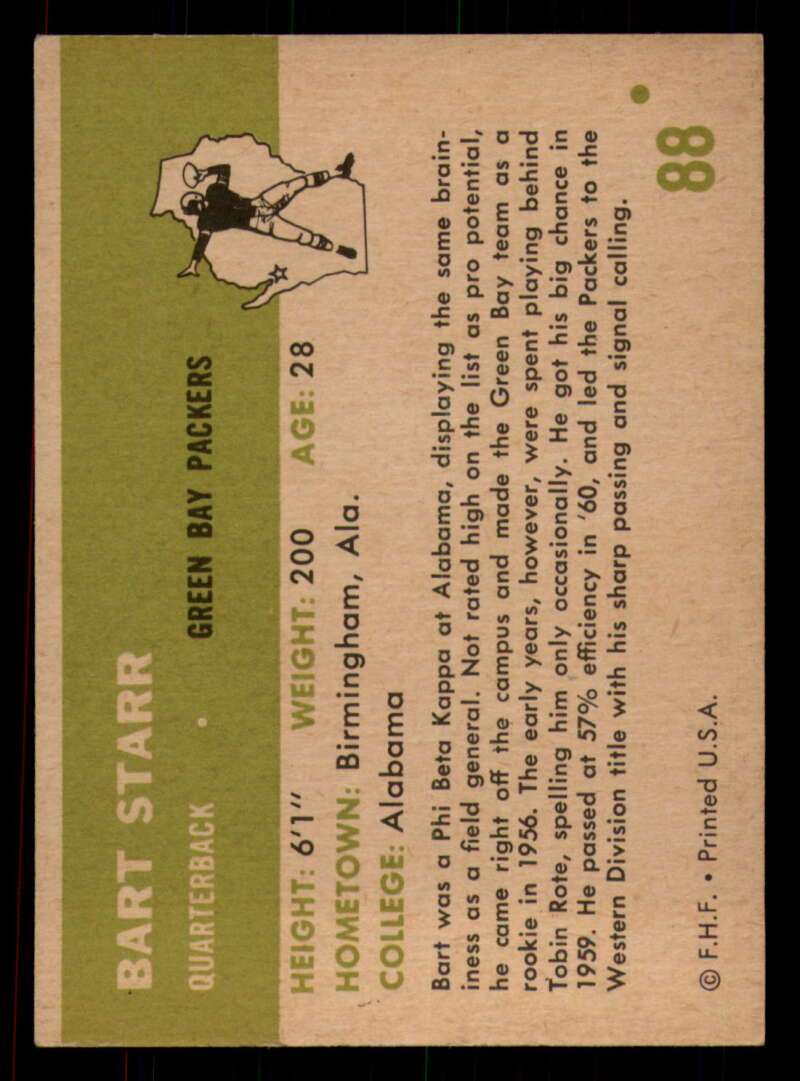 BART STARR
QUARTERBACK • GREEN BAY PACKERS
HEIGHT: 6'1" WEIGHT: 200 AGE: 28
HOMETOWN: Birmingham, Ala.
COLLEGE: Alabama
Bart was a Phi Beta Kappa at Alabama, displaying the same brain-
iness as a field general. Not rated high on the list as pro potential,
he came right off the campus and made the Green Bay team as a
rookie in 1956. The early years, however, were spent playing behind
Tobin Rote, spelling him only occasionally. He got his big chance in
1959. He passed at 57% efficiency in '60, and led the Packers to the
Western Division title with his sharp passing and signal calling.
88
© F.H.F. • Printed U.S.A.